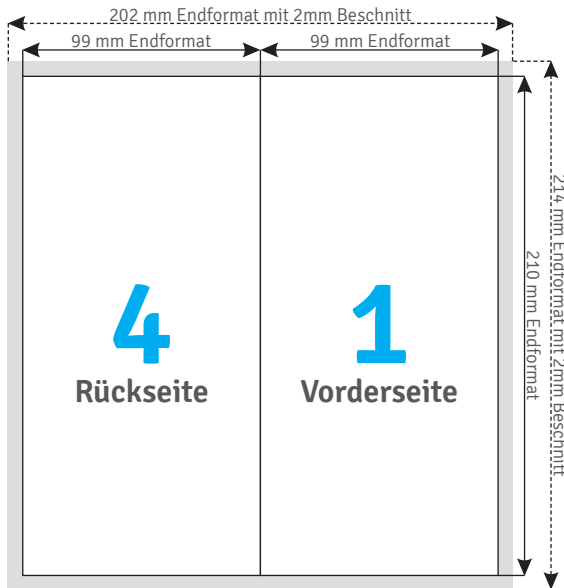 202 mm Endformat mit 2mm Beschnitt
99 mm Endformat
99 mm Endformat
4
Rückseite
1
Vorderseite
210 mm Endformat
214 mm Endformat mit 2mm Beschnitt